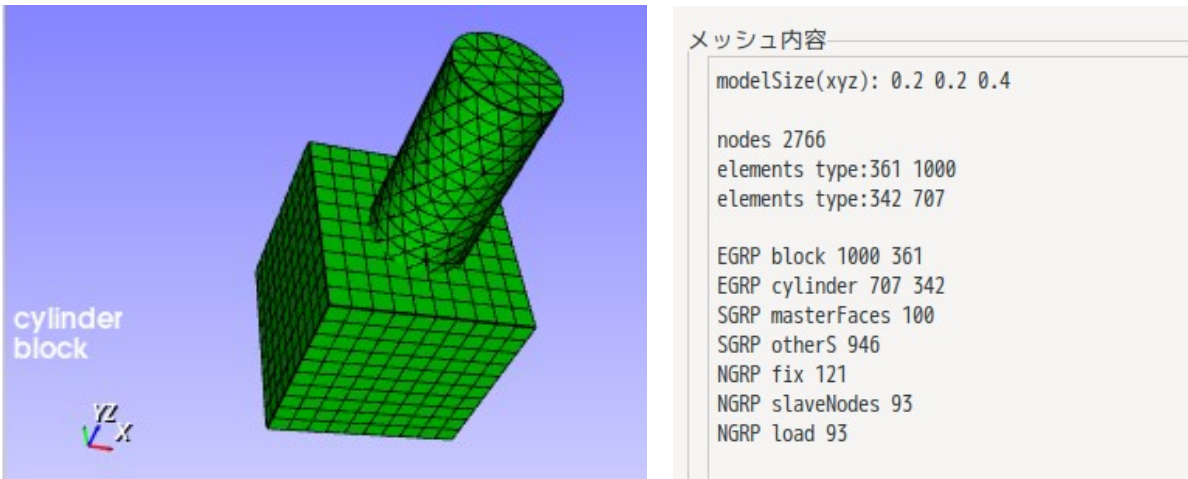 cylinder
block
YZ
X
メッシュ内容
modelSize(xyz): 0.2 0.2 0.4
nodes 2766
elements type:361 1000
elements type:342 707
EGRP block 1000 361
EGRP cylinder 707 342
SGRP masterFaces 100
SGRP otherS 946
NGRP fix 121
NGRP slaveNodes 93
NGRP load 93